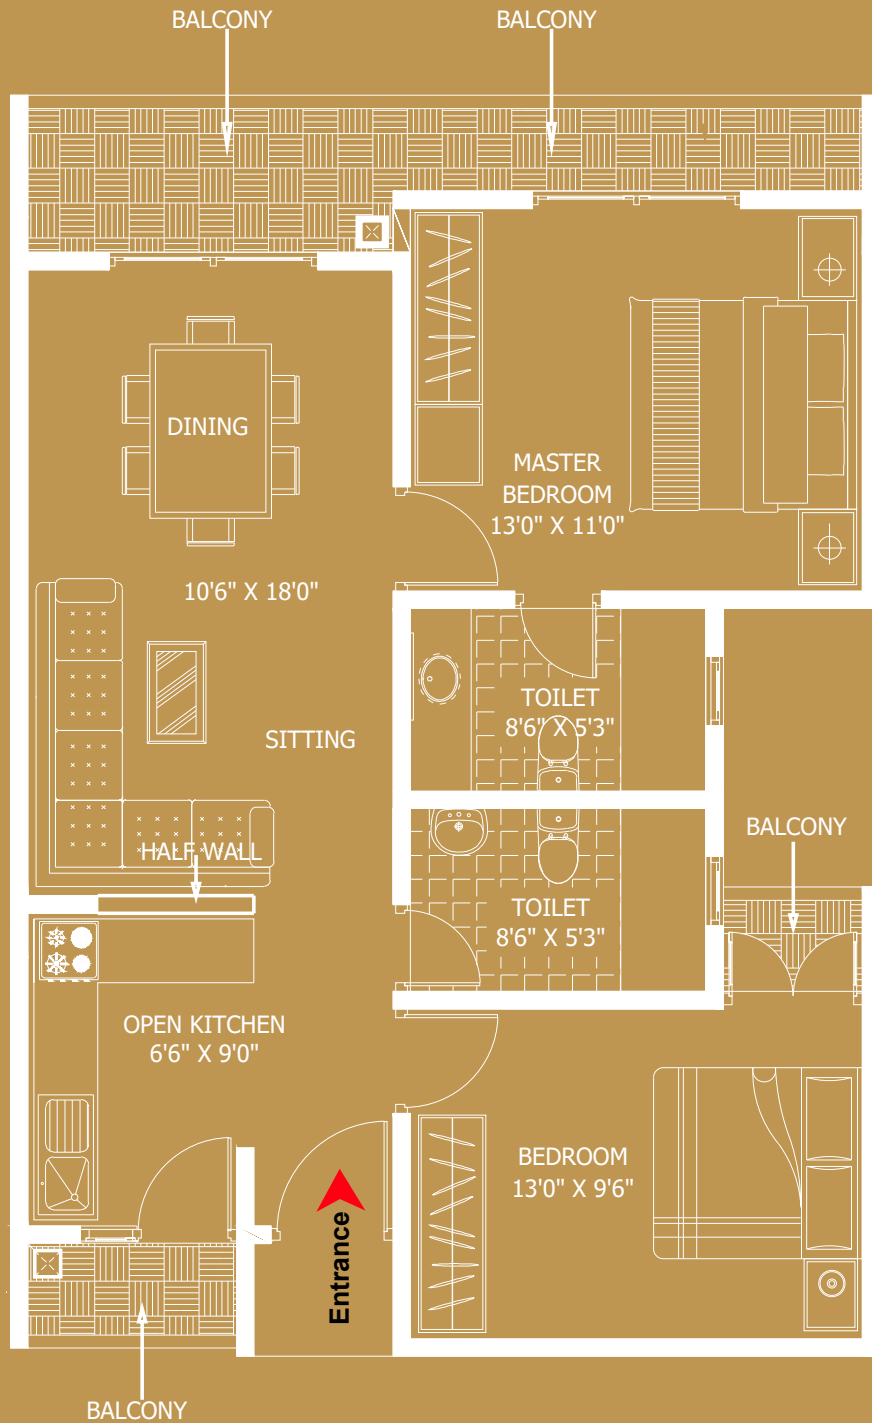 BALCONY
BALCONY
DINING
MASTER
BEDROOM
13'0" X 11'0"
10'6" X 18'0"
TOILET
8'6" X 5'3"
SITTING
BALCONY
HALF WALL
TOILET
8'6" X 5'3"
OPEN KITCHEN
6'6" X 9'0"
BEDROOM
13'0" X 9'6"
Entrance
BALCONY